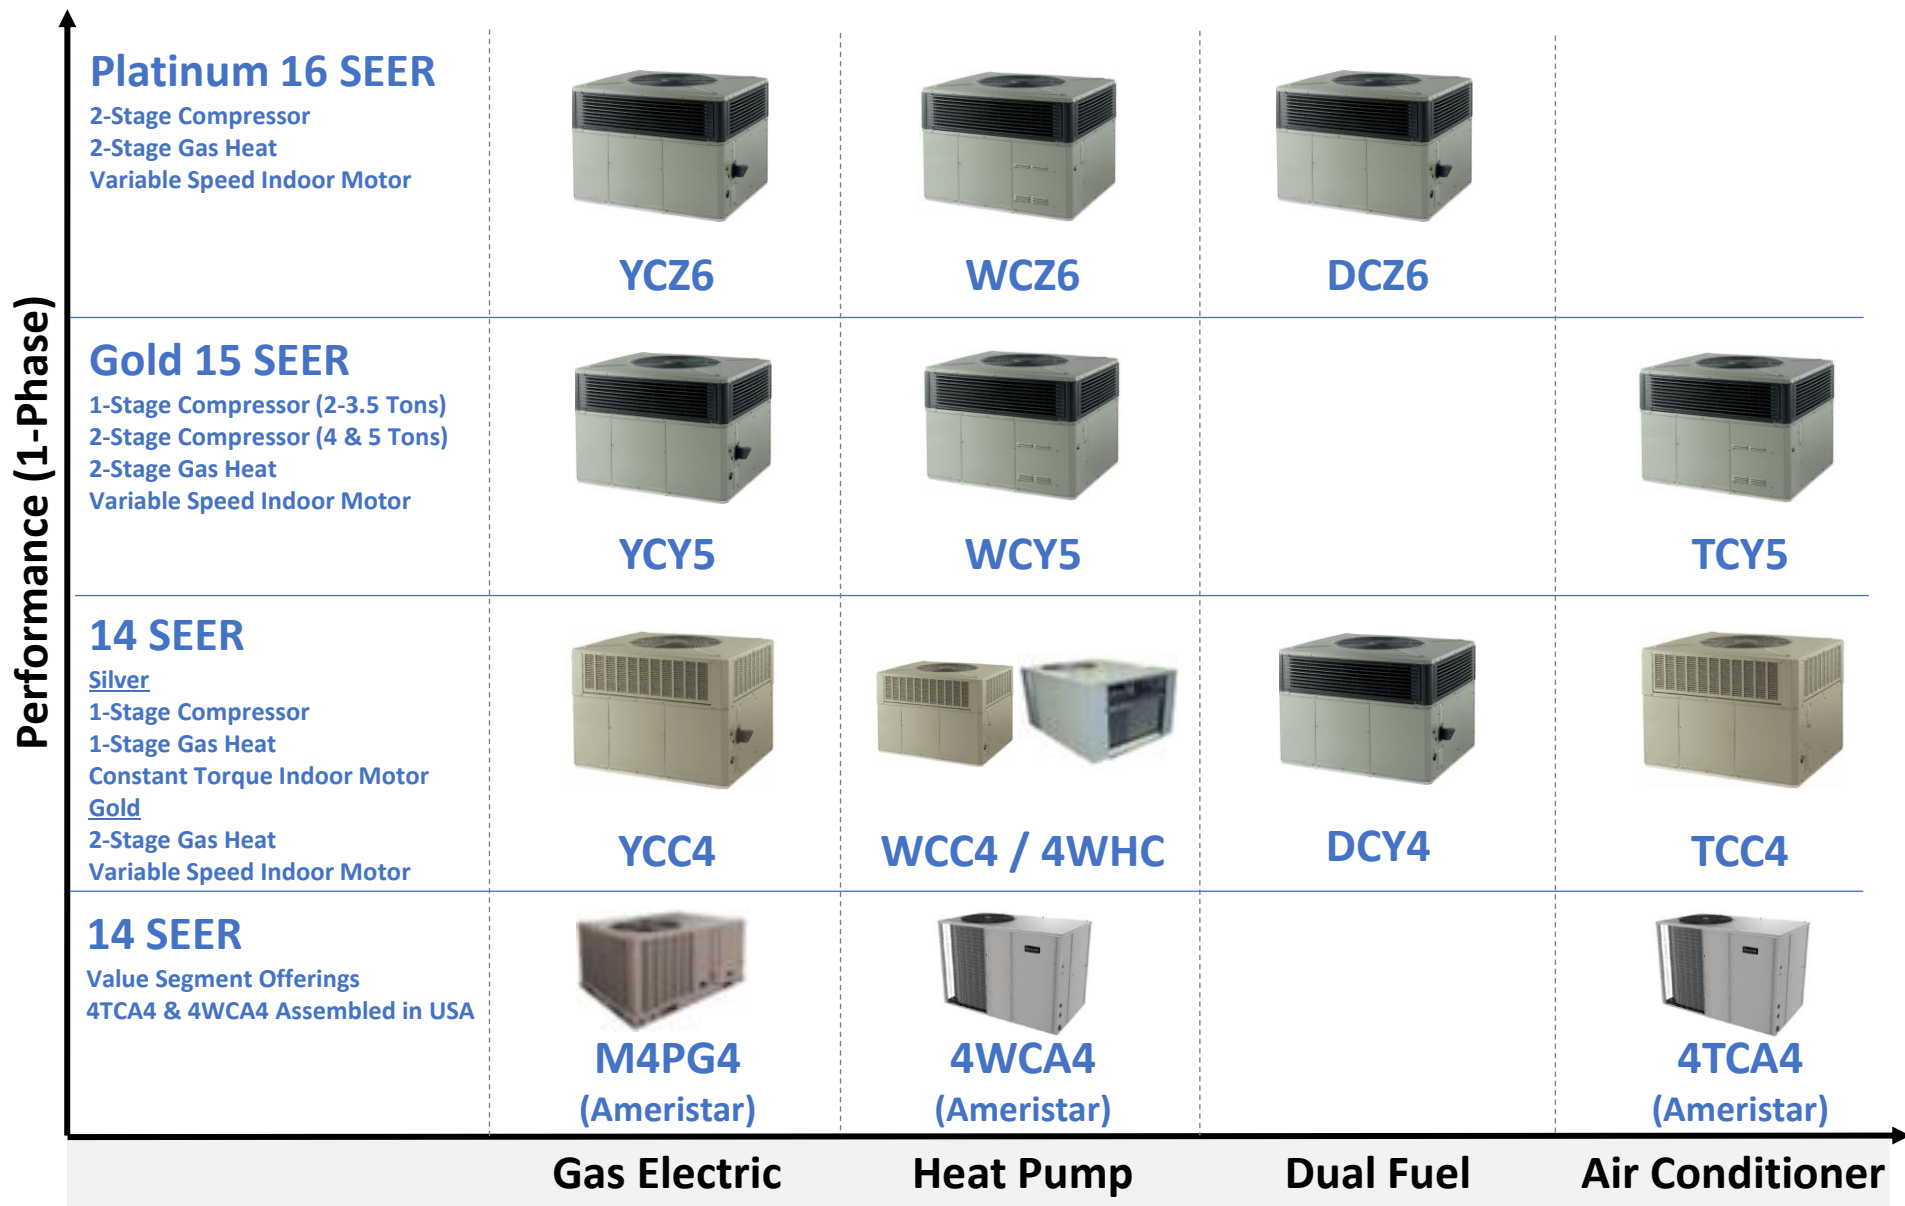 Performance (1-Phase)
Platinum 16 SEER
2-Stage Compressor
2-Stage Gas Heat
Variable Speed Indoor Motor
YCZ6
WCZ6
DCZ6
Gold 15 SEER
1-Stage Compressor (2-3.5 Tons)
2-Stage Compressor (4 & 5 Tons)
2-Stage Gas Heat
Variable Speed Indoor Motor
YCY5
WCY5
TCY5
14 SEER
Silver
1-Stage Compressor
1-Stage Gas Heat
Constant Torque Indoor Motor
Gold
2-Stage Gas Heat
Variable Speed Indoor Motor
YCC4
WCC4 / 4WHC
DCY4
TCC4
14 SEER
Value Segment Offerings
4TCA4 & 4WCA4 Assembled in USA
M4PG4
(Ameristar)
4WCA4
(Ameristar)
4TCA4
(Ameristar)
Gas Electric
Heat Pump
Dual Fuel
Air Conditioner